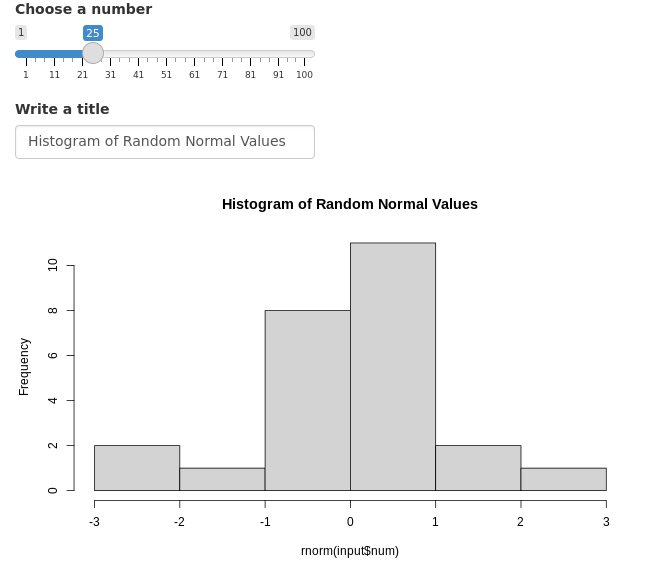 Choose a number
1 25 100
1 11 21 31 41 51 61 71 81 91 100
Write a title
Histogram of Random Normal Values
Histogram of Random Normal Values
10
8
6
4
2
0
Frequency
-3 -2 -1 0 1 2 3
rnorm(input$num)